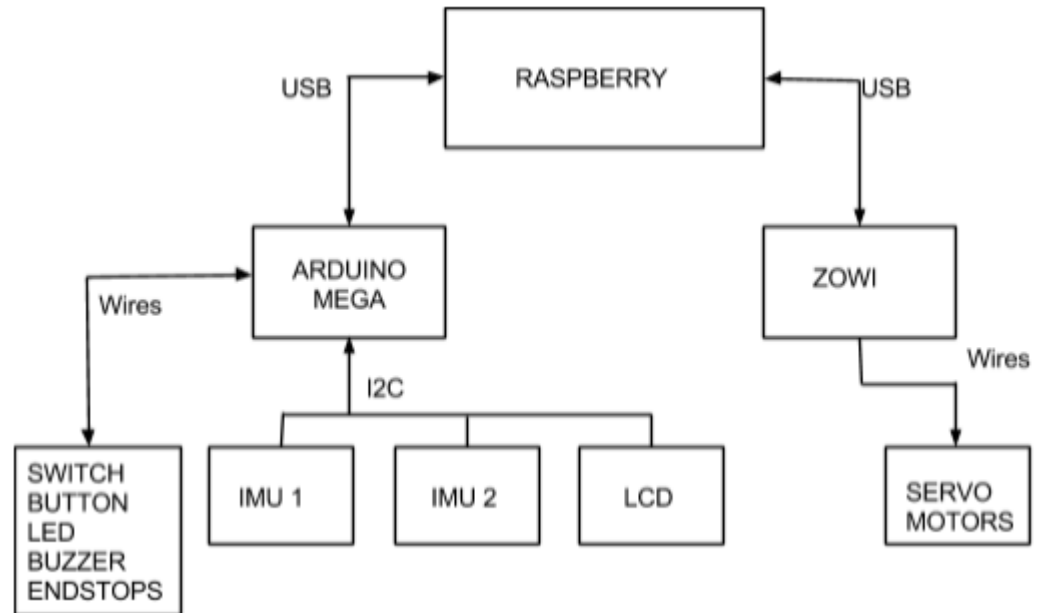 RASPBERRY
USB
USB
ARDUINO
MEGA
ZOWI
Wires
Wires
I2C
SWITCH
BUTTON
LED
BUZZER
ENDSTOPS
IMU 1
IMU 2
LCD
SERVO
MOTORS